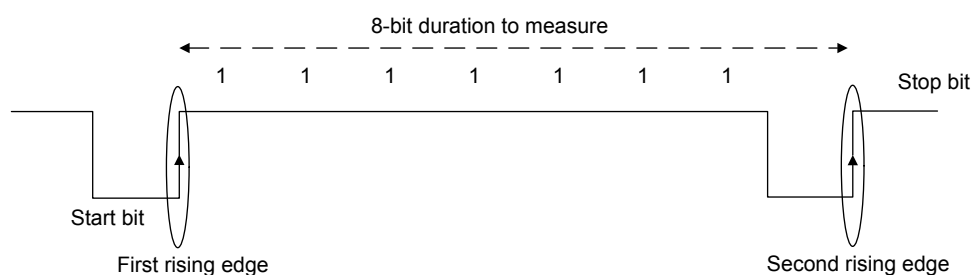 8-bit duration to measure
1 1 1 1 1 1 1
Stop bit
Start bit
First rising edge
Second rising edge